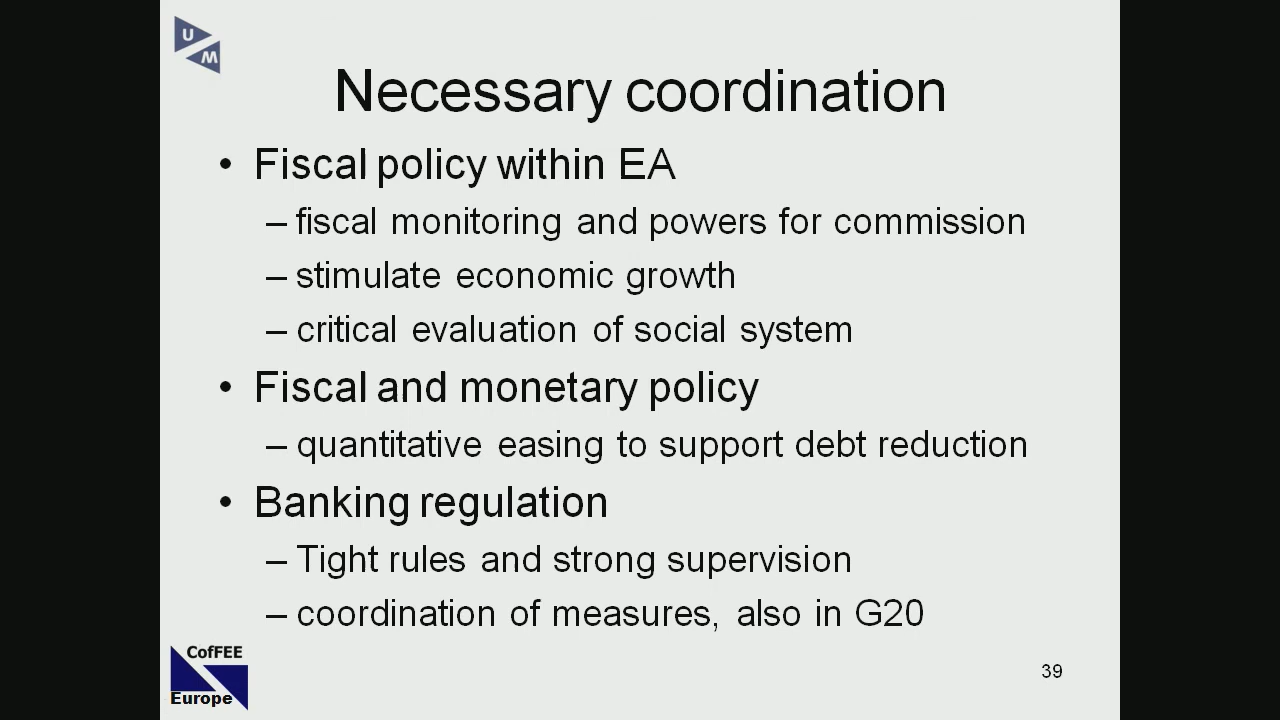 U
M
Necessary coordination
• Fiscal policy within EA
– fiscal monitoring and powers for commission
– stimulate economic growth
– critical evaluation of social system
• Fiscal and monetary policy
– quantitative easing to support debt reduction
• Banking regulation
– Tight rules and strong supervision
– coordination of measures, also in G20
CofFEE
Europe
39